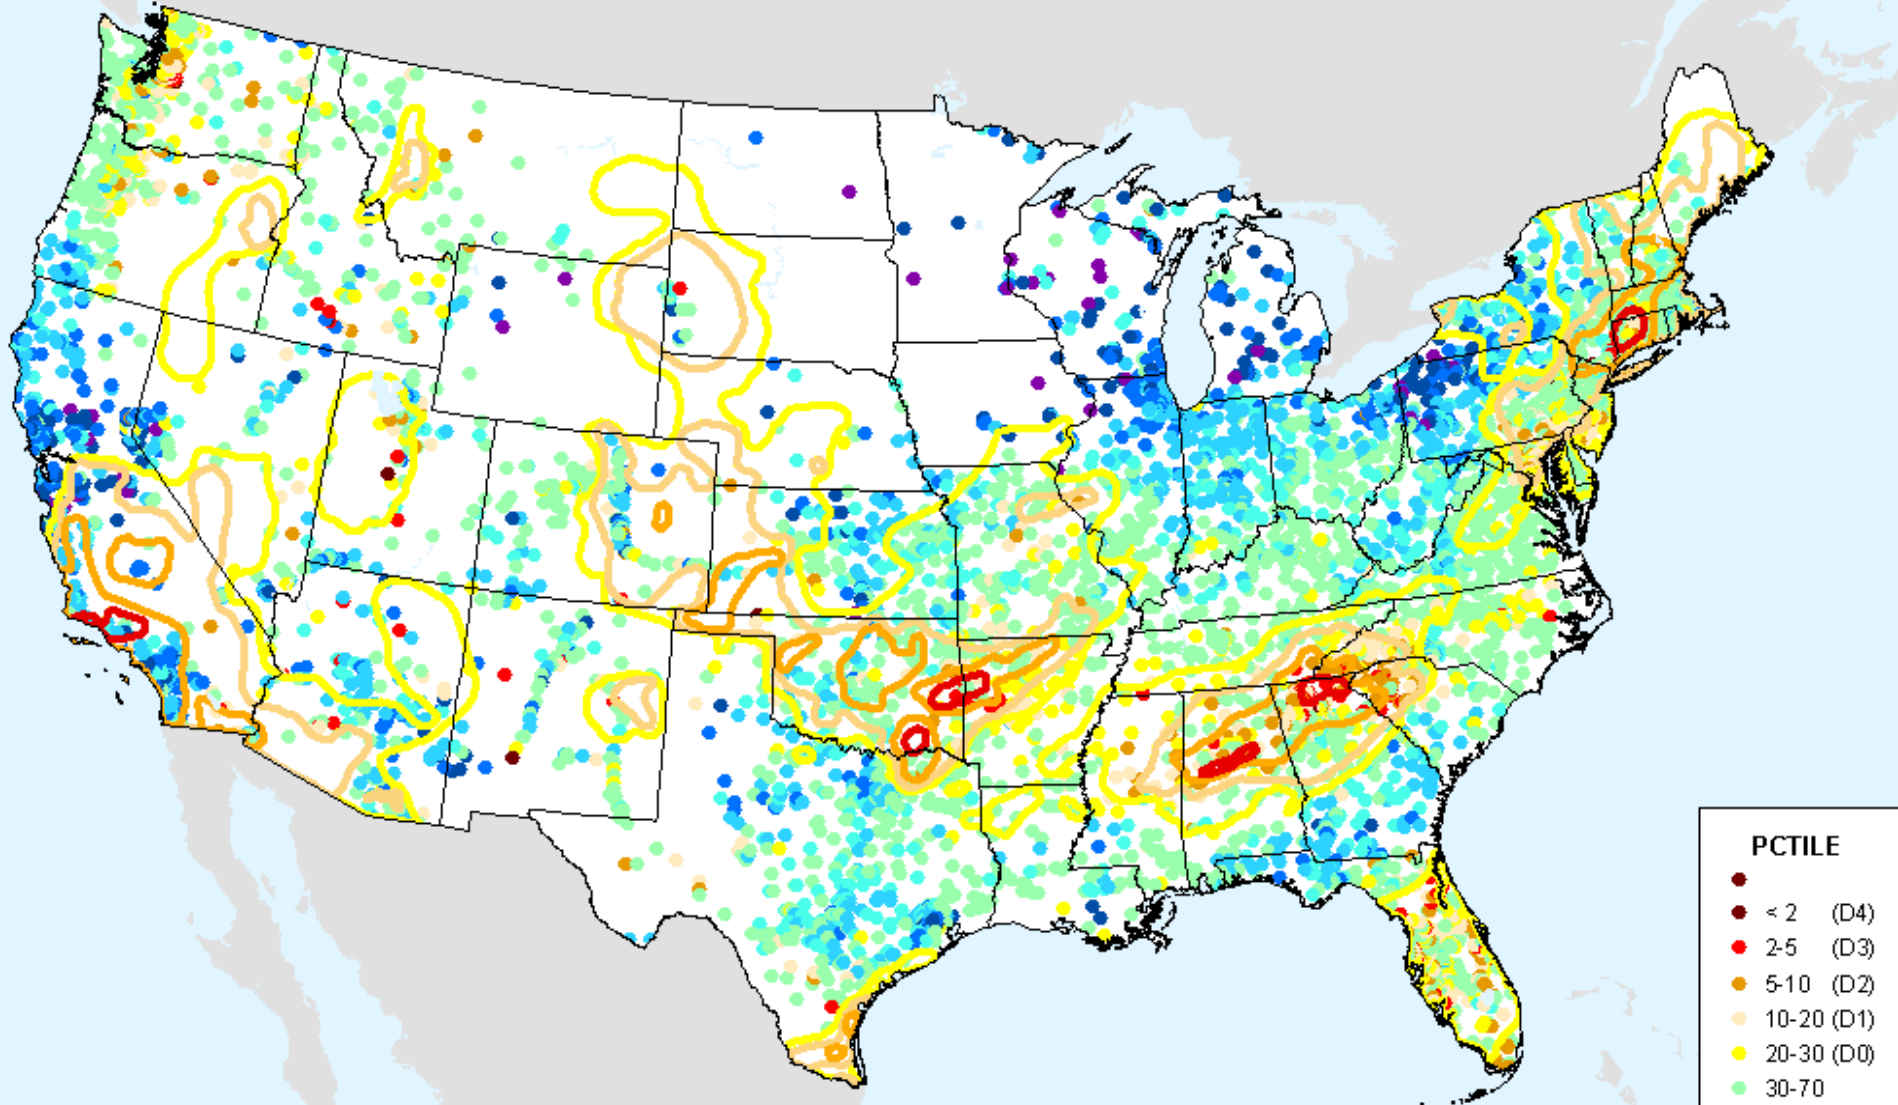 PCTILE
< 2 (D4)
2-5 (D3)
5-10 (D2)
10-20 (D1)
20-30 (D0)
30-70